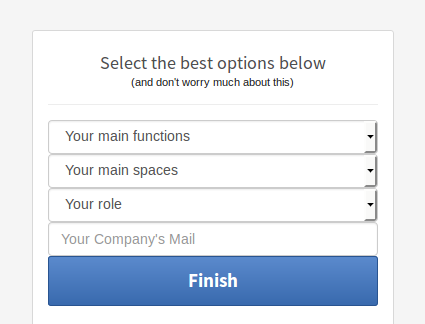 Select the best options below
(and don't worry much about this)
Your main functions
Your main spaces
Your role
Your Company's Mail
Finish